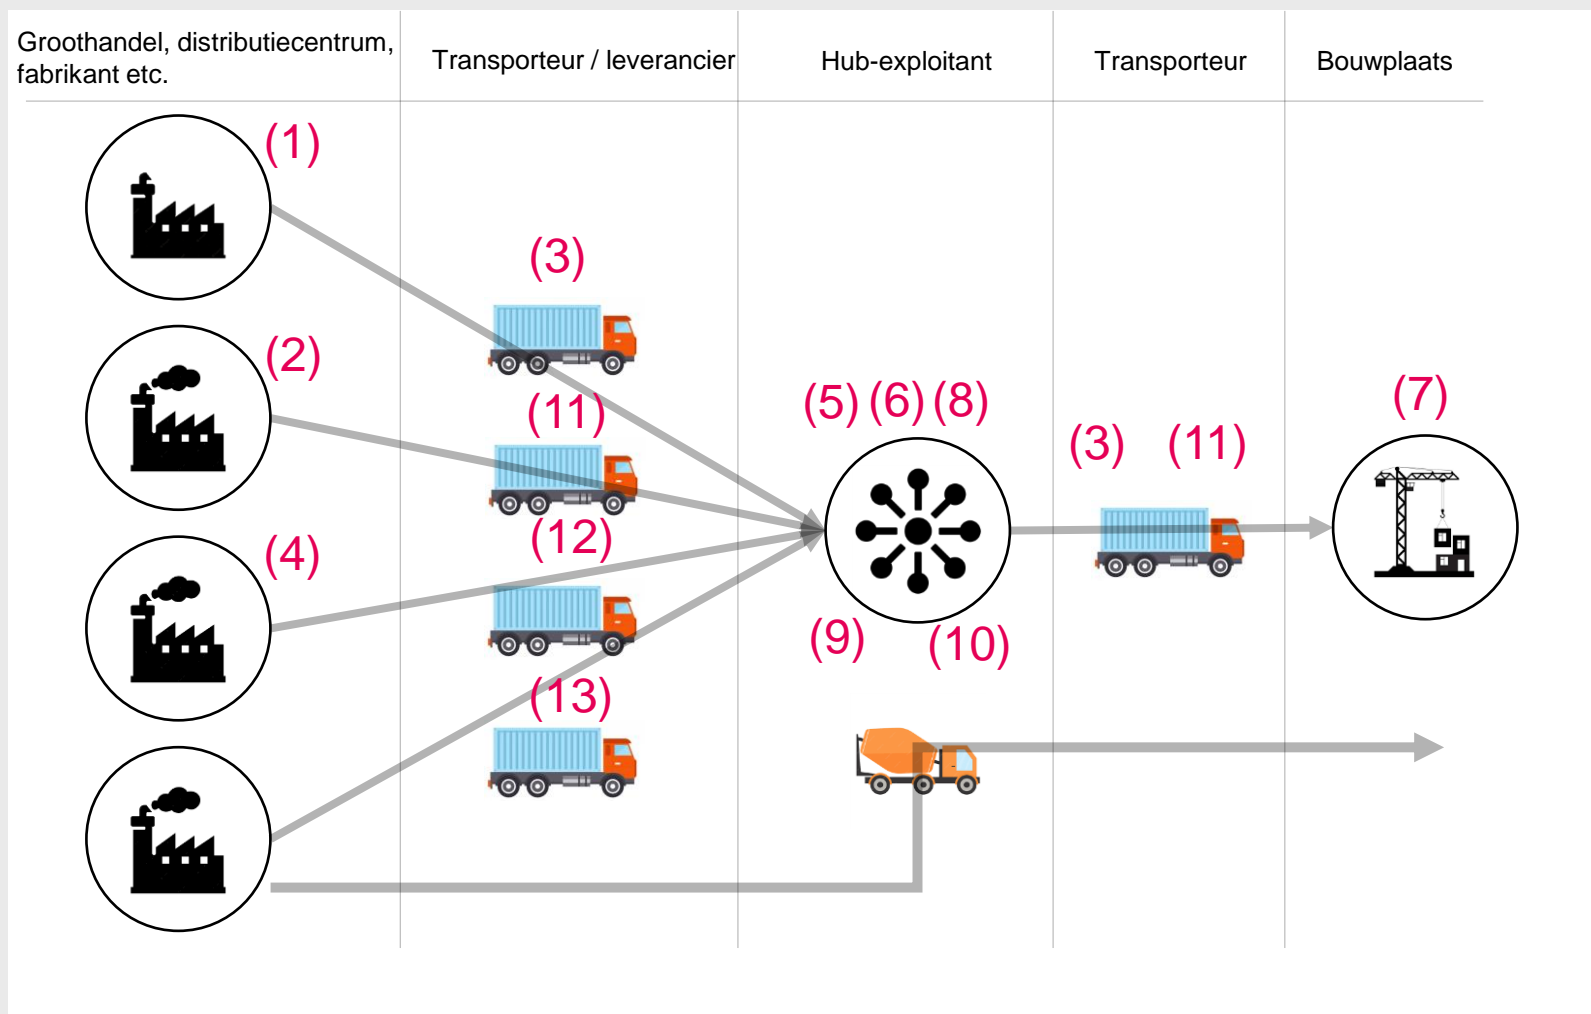 Groothandel, distributiecentrum,
fabrikant etc.
Transporteur / leverancier
Hub-exploitant
Transporteur
Bouwplaats
(1)
(3)
(2)
(11)
(5) (6) (8)
(7)
(3) (11)
(4)
(12)
(9)
(10)
(13)